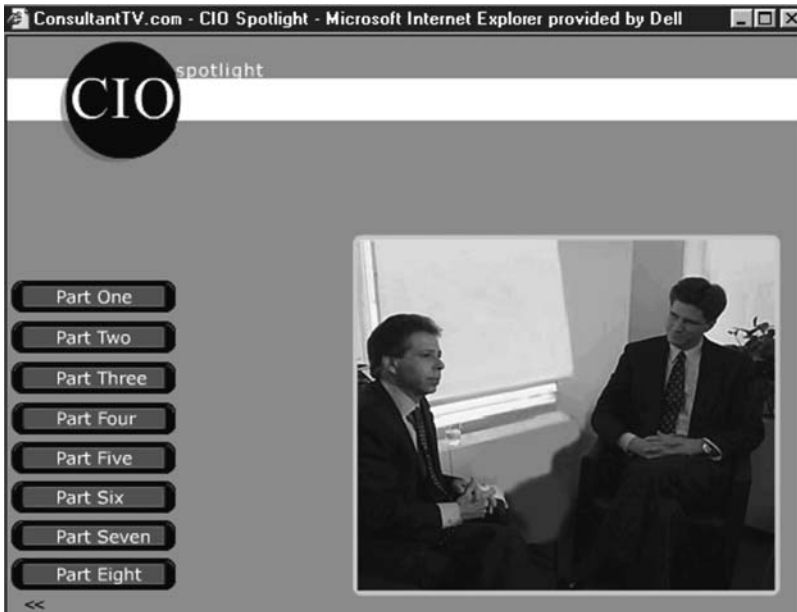 ConsultantTV.com - CIO Spotlight - Microsoft Internet Explorer provided by Dell
spotlight
CIO
Part One
Part Two
Part Three
Part Four
Part Five
Part Six
Part Seven
Part Eight
<<